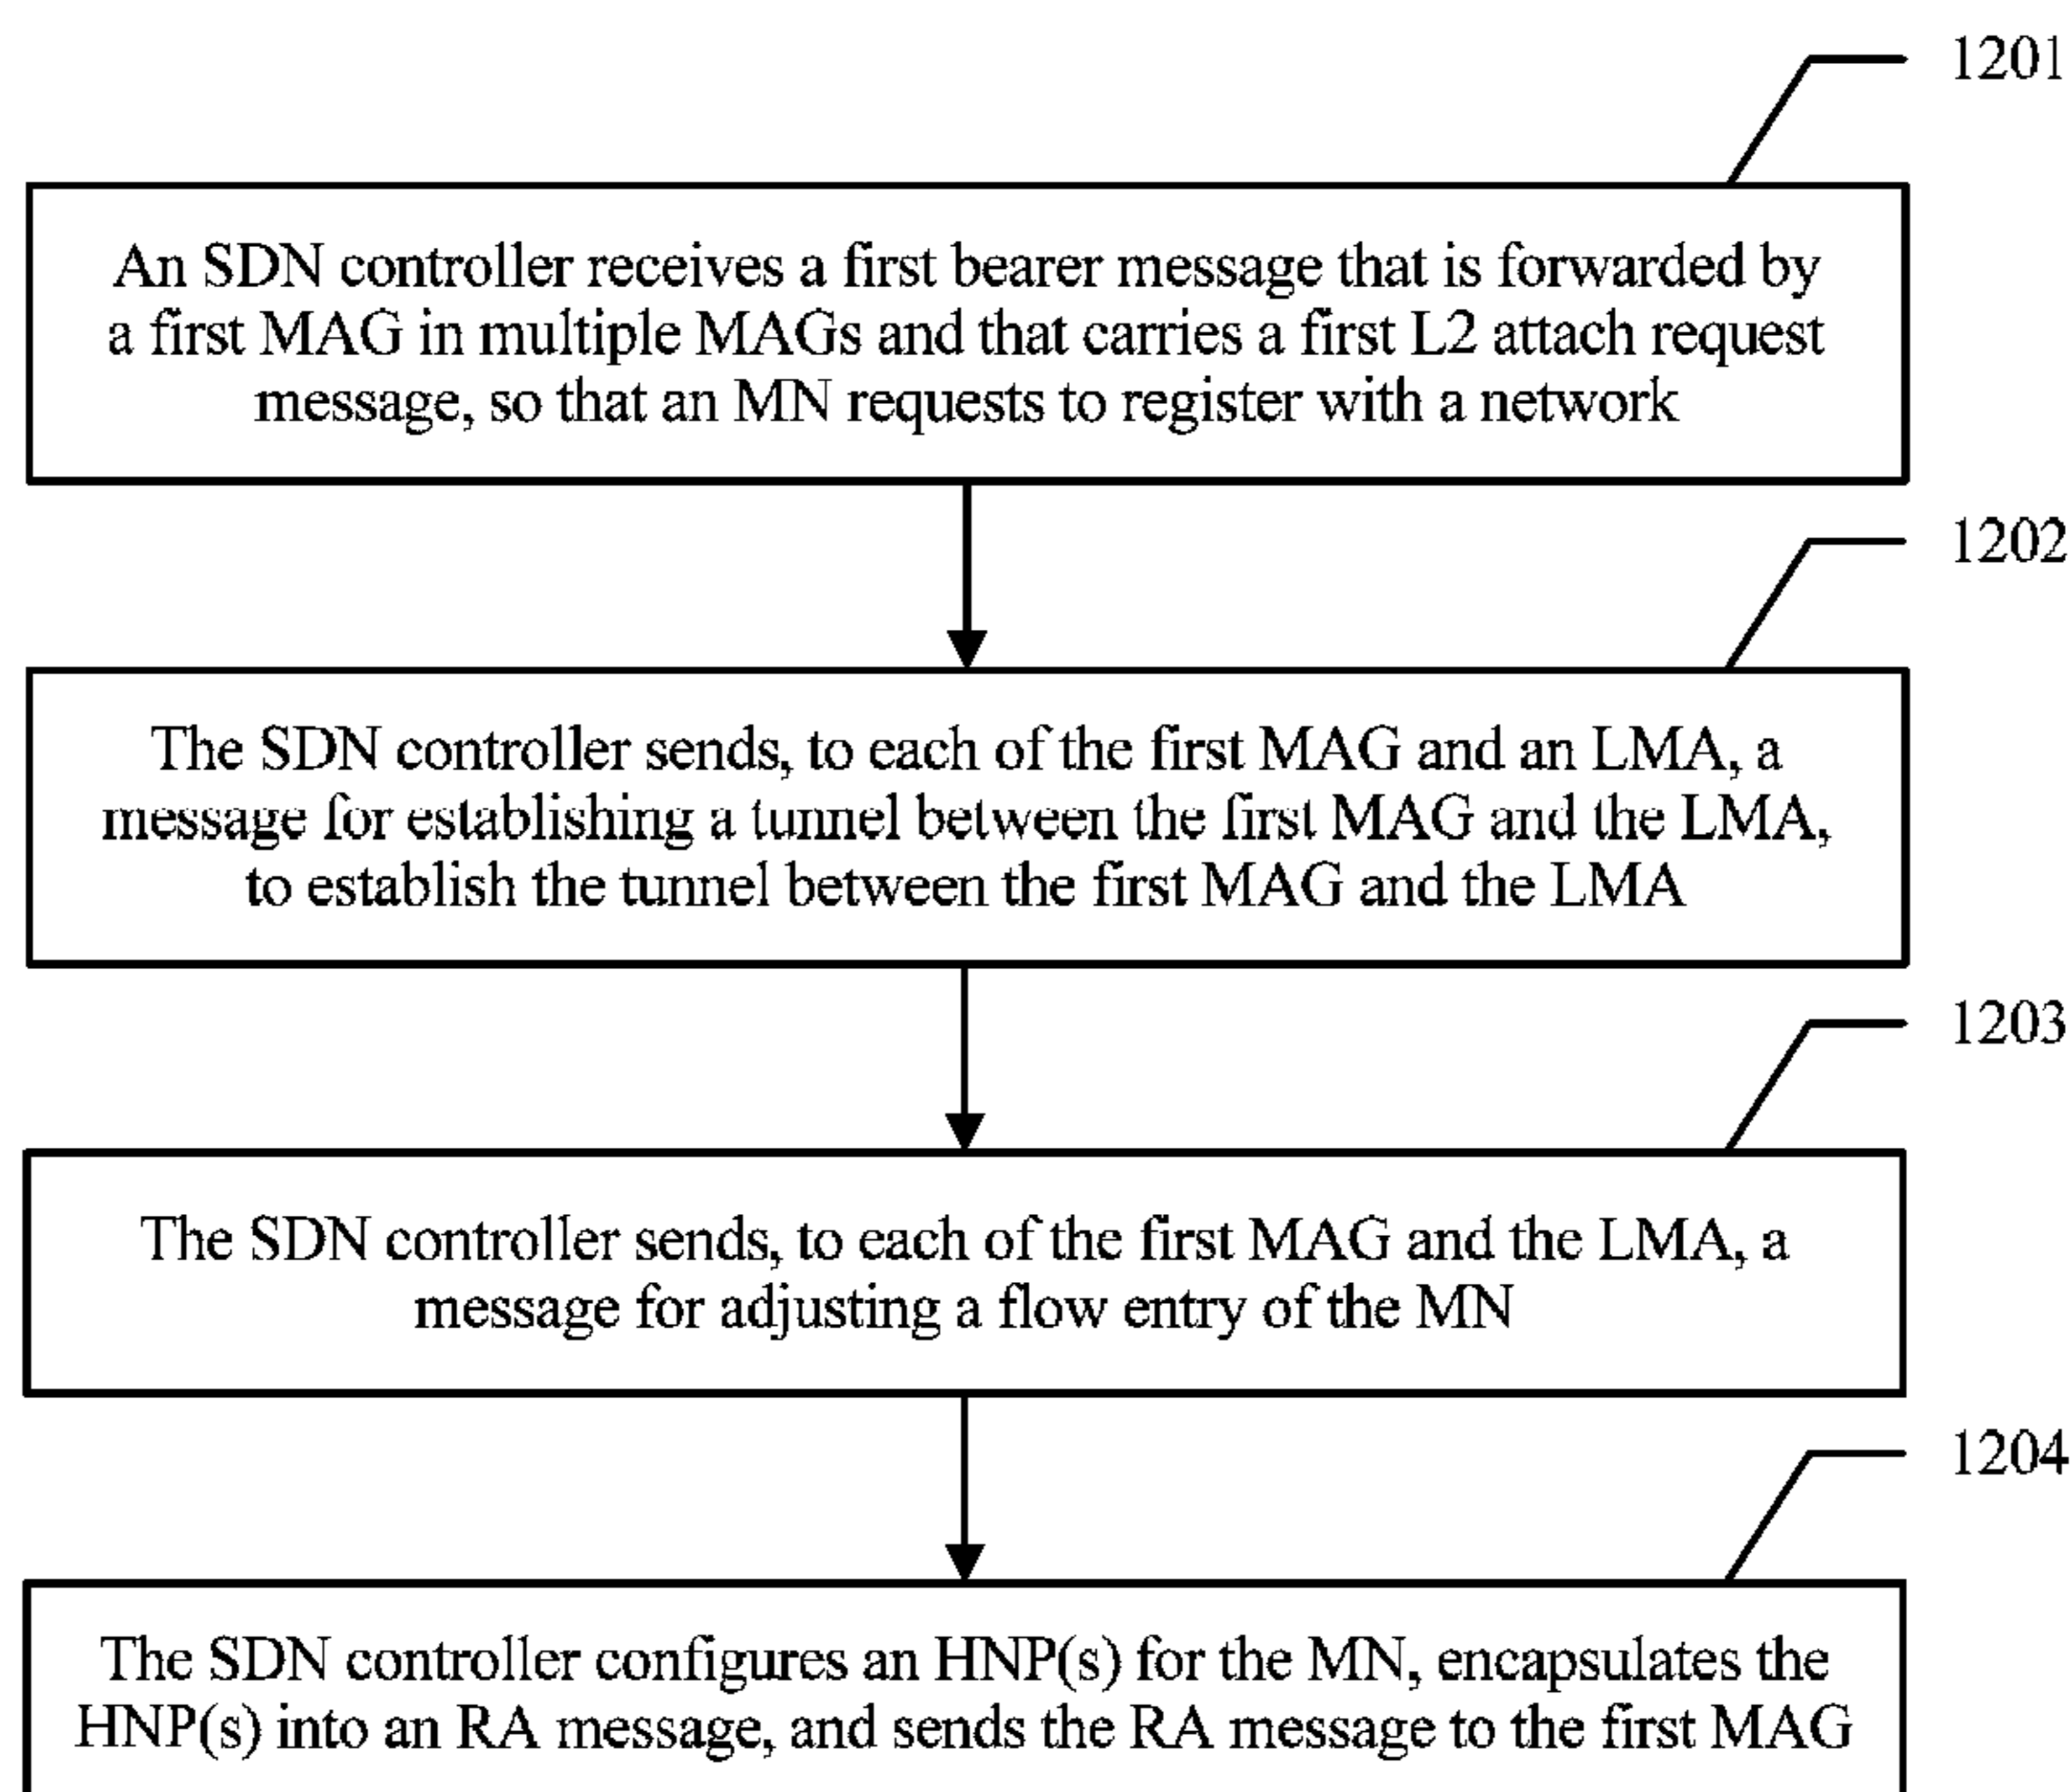 1201
An SDN controller receives a first bearer message that is forwarded by
a first MAG in multiple MAGs and that carries a first L2 attach request
message, so that an MN requests to register with a network
1202
The SDN controller sends, to each of the first MAG and an LMA, a
message for establishing a tunnel between the first MAG and the LMA,
to establish the tunnel between the first MAG and the LMA
1203
The SDN controller sends, to each of the first MAG and the LMA, a
message for adjusting a flow entry of the MN
1204
The SDN controller configures an HNP(s) for the MN, encapsulates the
HNP(s) into an RA message, and sends the RA message to the first MAG